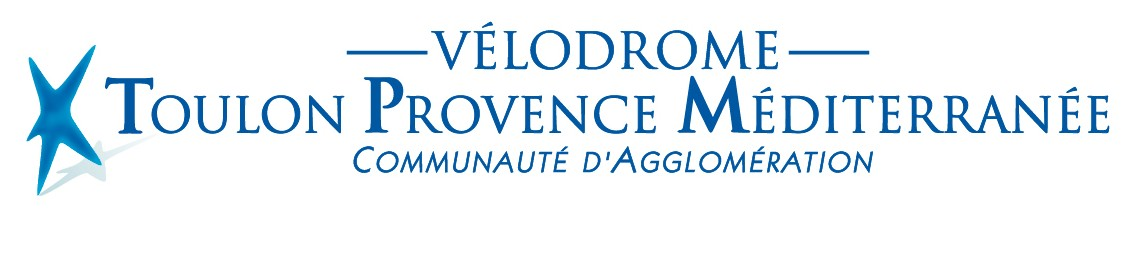 VÉLODROME
TOULON PROVENCE MÉDITERRANÉE
COMMUNAUTÉ D'AGGLOMÉRATION